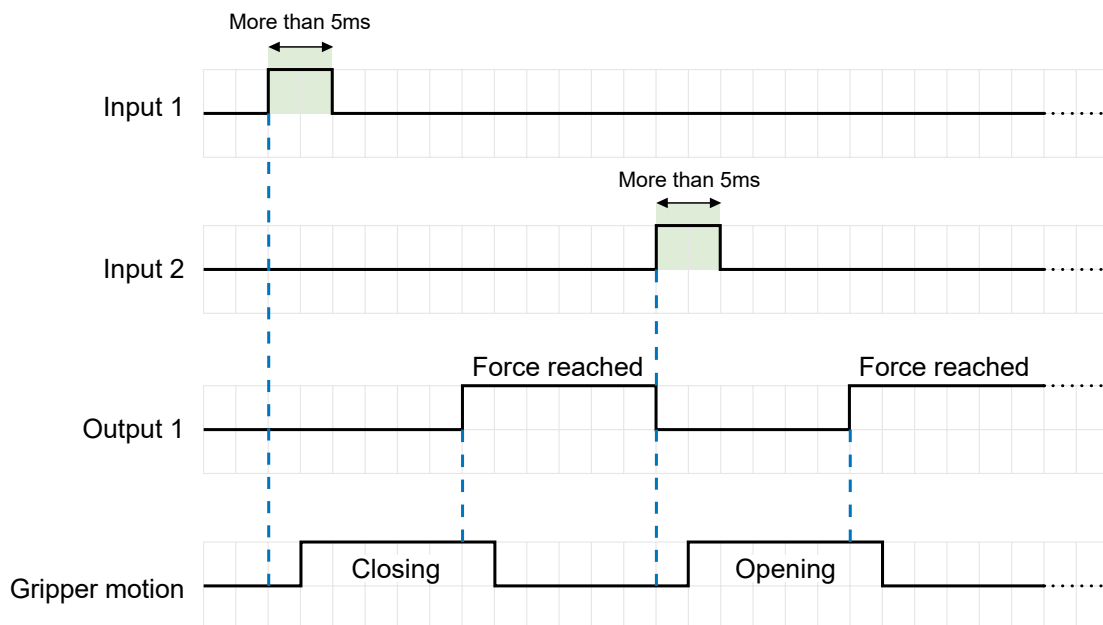 More than 5ms
Input 1
More than 5ms
Input 2
Force reached
Force reached
Output 1
Closing
Opening
Gripper motion